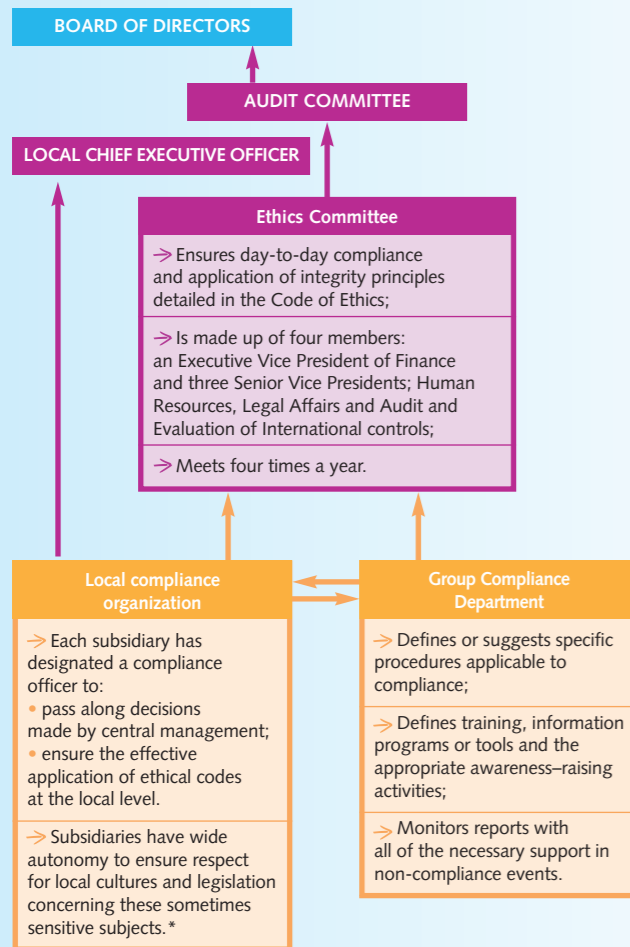 BOARD OF DIRECTORS
AUDIT COMMITTEE
LOCAL CHIEF EXECUTIVE OFFICER
Ethics Committee
→ Ensures day-to-day compliance
and application of integrity principles
detailed in the Code of Ethics;
→ Is made up of four members:
an Executive Vice President of Finance
and three Senior Vice Presidents; Human
Resources, Legal Affairs and Audit and
Evaluation of International controls;
→ Meets four times a year.
Local compliance
organization
→ Each subsidiary has
designated a compliance
officer to:
• pass along decisions
made by central management;
• ensure the effective
application of ethical codes
at the local level.
→ Subsidiaries have wide
autonomy to ensure respect
for local cultures and legislation
concerning these sometimes
sensitive subjects.*
Group Compliance
Department
→ Defines or suggests specific
procedures applicable to
compliance;
→ Defines training, information
programs or tools and the
appropriate awareness–raising
activities;
→ Monitors reports with
all of the necessary support in
non-compliance events.